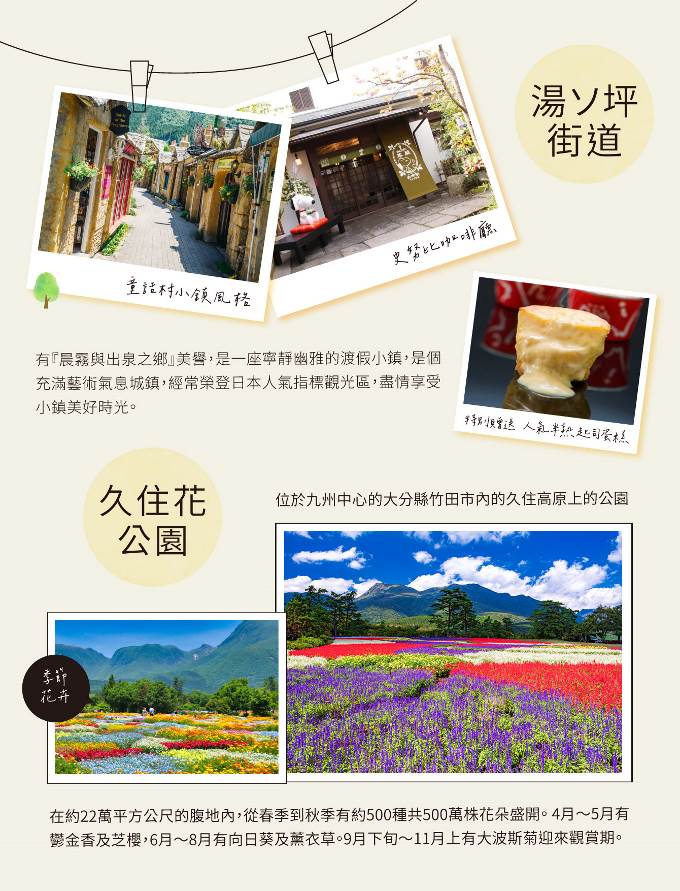 湯ソ坪
街道
童話村小鎮風格
史努比咖啡廳
有『晨霧與出泉之鄉』美譽，是一座寧靜幽雅的渡假小鎮，是個
充滿藝術氣息城鎮，經常榮登日本人氣指標觀光區，盡情享受
小鎮美好時光。
特別贈送 人氣半熟起司蛋糕
久住花
公園
位於九州中心的大分縣竹田市內的久住高原上的公園
季節
花卉
在約22萬平方公尺的腹地內，從春季到秋季有約500種共500萬株花朵盛開。4月～5月有
鬱金香及芝櫻，6月～8月有向日葵及薰衣草。9月下旬～11月上有大波斯菊迎來觀賞期。